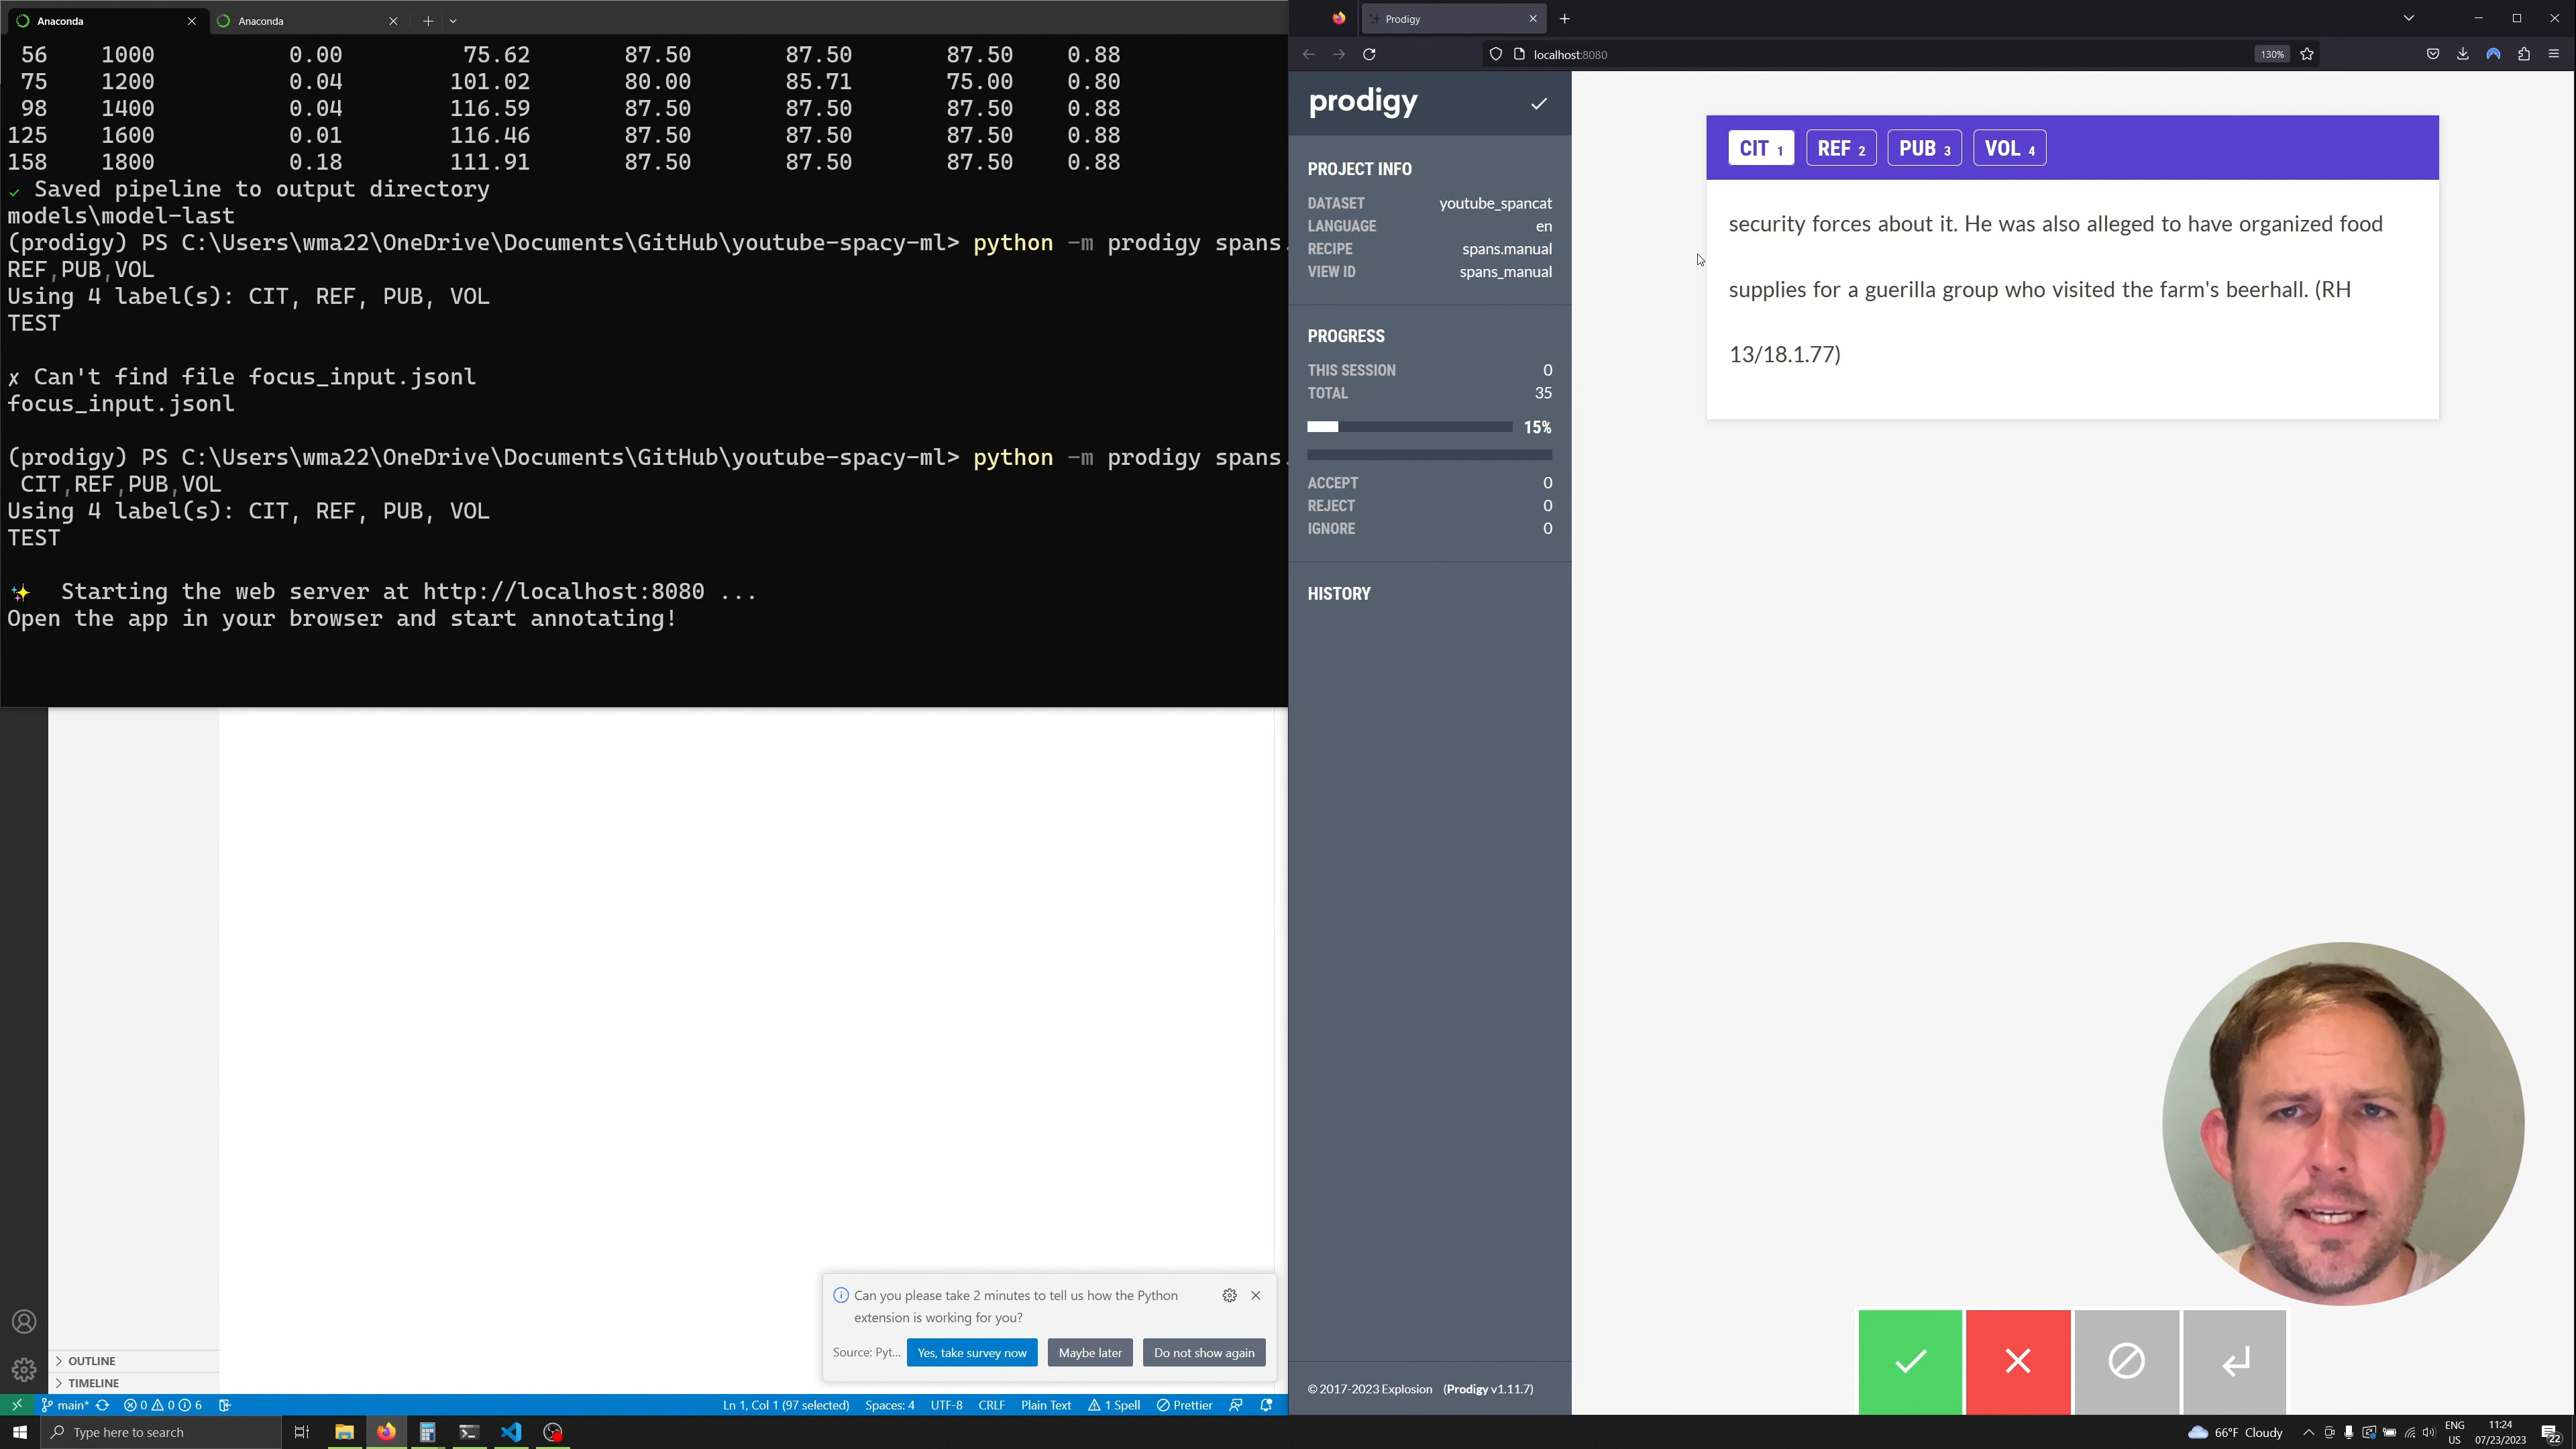 Anaconda
Anaconda
56 1000 0.00 75.62 87.50 87.50 87.50 0.88
75 1200 0.04 101.02 80.00 85.71 75.00 0.80
98 1400 0.04 116.59 87.50 87.50 87.50 0.88
125 1600 0.01 116.46 87.50 87.50 87.50 0.88
158 1800 0.18 111.91 87.50 87.50 87.50 0.88
✓ Saved pipeline to output directory
models\model-last
(prodigy) PS C:\Users\wma22\OneDrive\Documents\GitHub\youtube-spacy-ml> python -m prodigy spans.
REF,PUB,VOL
Using 4 label(s): CIT, REF, PUB, VOL
TEST
✗ Can't find file focus_input.jsonl
focus_input.jsonl
(prodigy) PS C:\Users\wma22\OneDrive\Documents\GitHub\youtube-spacy-ml> python -m prodigy spans.
CIT,REF,PUB,VOL
Using 4 label(s): CIT, REF, PUB, VOL
TEST
✨ Starting the web server at http://localhost:8080 ...
Open the app in your browser and start annotating!
OUTLINE
TIMELINE
Can you please take 2 minutes to tell us how the Python
extension is working for you?
Source: Pyt...
Yes, take survey now
Maybe later
Do not show again
main*
0 0 6
Ln 1, Col 1 (97 selected)
Spaces: 4
UTF-8
CRLF
Plain Text
1 Spell
Prettier
Prodigy
localhost:8080
130%
prodigy
PROJECT INFO
DATASET youtube_spancat
LANGUAGE en
RECIPE spans.manual
VIEW ID spans_manual
PROGRESS
THIS SESSION 0
TOTAL 35
15%
ACCEPT 0
REJECT 0
IGNORE 0
HISTORY
© 2017-2023 Explosion (Prodigy v1.11.7)
CIT 1
REF 2
PUB 3
VOL 4
security forces about it. He was also alleged to have organized food
supplies for a guerilla group who visited the farm's beerhall. (RH
13/18.1.77)
Type here to search
66°F Cloudy
ENG
US
11:24
07/23/2023
22